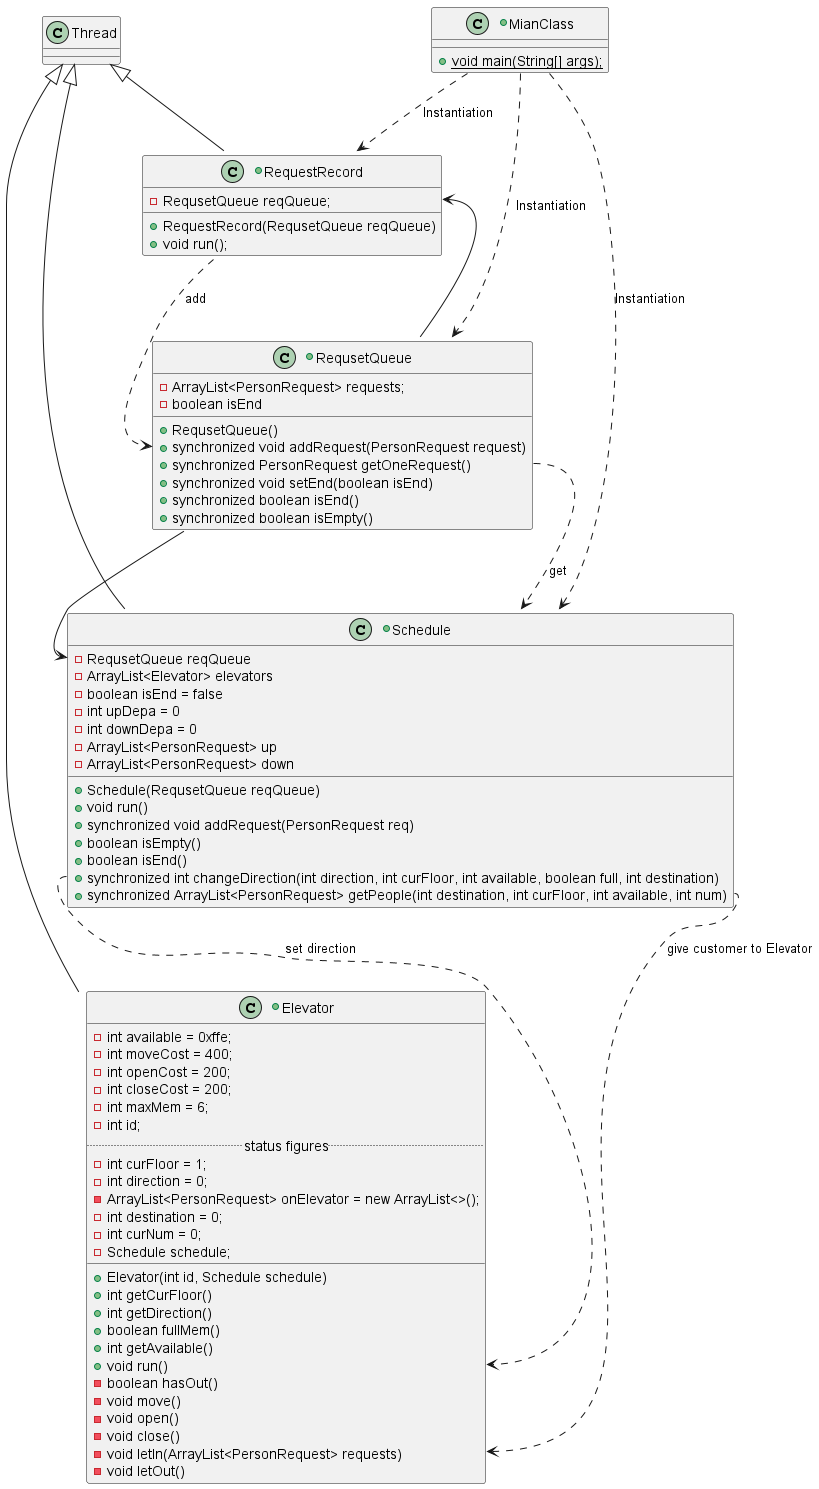 C Thread
C MianClass
void main(String[] args);
Instantiation
C RequestRecord
RequsetQueue reqQueue;
RequestRecord(RequsetQueue reqQueue)
void run();
Instantiation
add
Instantiation
C RequsetQueue
ArrayList<PersonRequest> requests;
boolean isEnd
RequsetQueue()
synchronized void addRequest(PersonRequest request)
synchronized PersonRequest getOneRequest()
synchronized void setEnd(boolean isEnd)
synchronized boolean isEnd()
synchronized boolean isEmpty()
get
C Schedule
RequsetQueue reqQueue
ArrayList<Elevator> elevators
boolean isEnd = false
int upDepa = 0
int downDepa = 0
ArrayList<PersonRequest> up
ArrayList<PersonRequest> down
Schedule(RequsetQueue reqQueue)
void run()
synchronized void addRequest(PersonRequest req)
boolean isEmpty()
boolean isEnd()
synchronized int changeDirection(int direction, int curFloor, int available, boolean full, int destination)
synchronized ArrayList<PersonRequest> getPeople(int destination, int curFloor, int available, int num)
set direction
give customer to Elevator
C Elevator
int available = 0xffe;
int moveCost = 400;
int openCost = 200;
int closeCost = 200;
int maxMem = 6;
int id;
status figures
int curFloor = 1;
int direction = 0;
ArrayList<PersonRequest> onElevator = new ArrayList<>();
int destination = 0;
int curNum = 0;
Schedule schedule;
Elevator(int id, Schedule schedule)
int getCurFloor()
int getDirection()
boolean fullMem()
int getAvailable()
void run()
boolean hasOut()
void move()
void open()
void close()
void letIn(ArrayList<PersonRequest> requests)
void letOut()